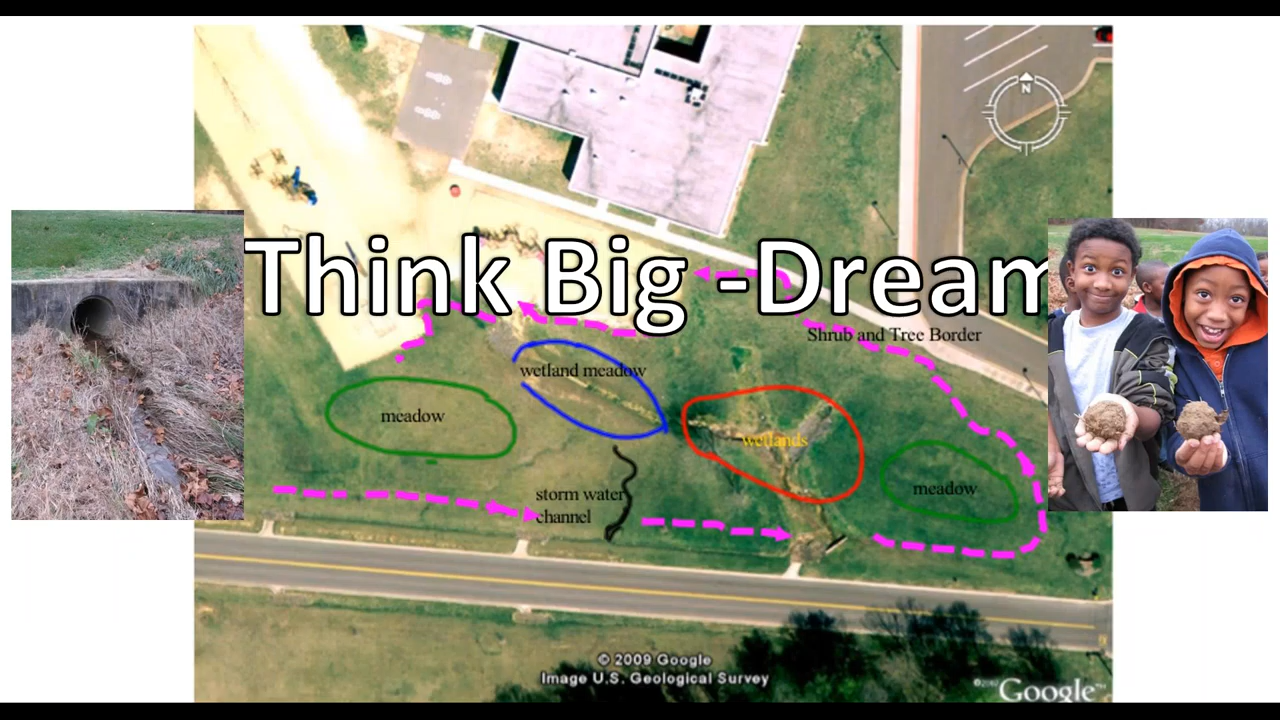 N
Think Big -Dream
Shrub and Tree Border
wetland meadow
meadow
wetlands
meadow
storm water
channel
© 2009 Google
Image U.S. Geological Survey
Google™